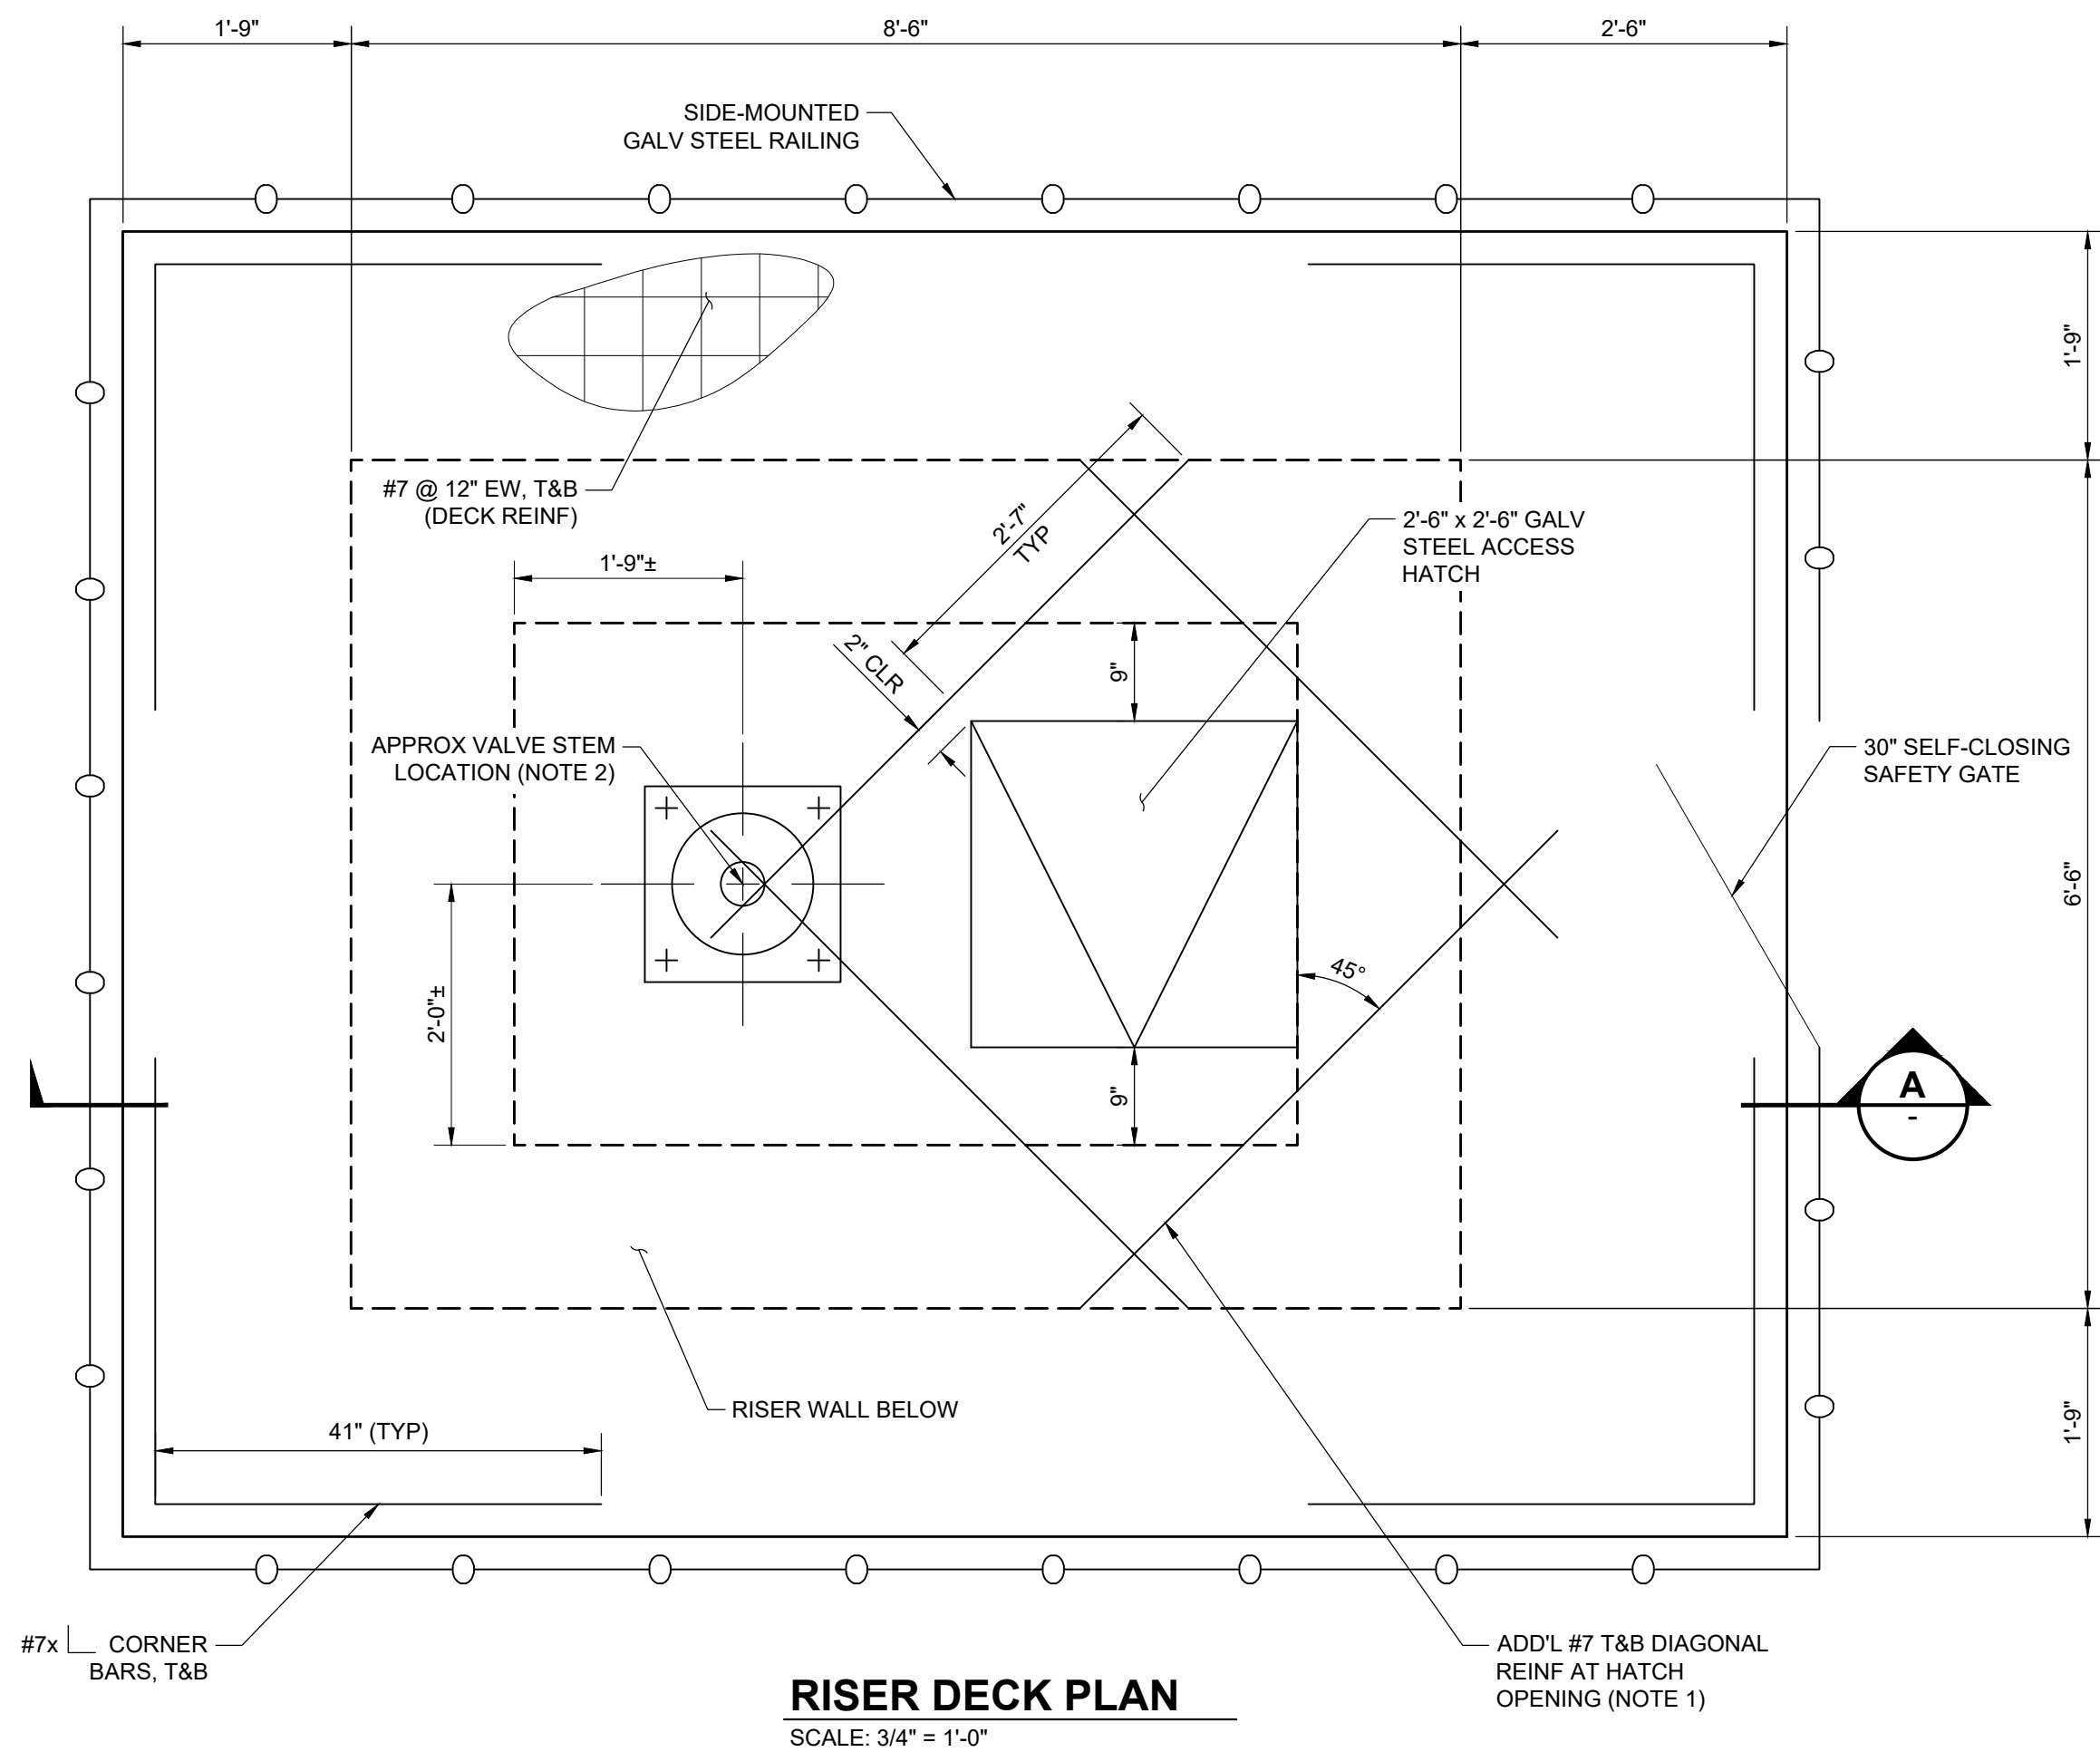 1'-9"
8'-6"
2'-6"
SIDE-MOUNTED
GALV STEEL RAILING
1'-9"
#7 @ 12" EW, T&B
(DECK REINF)
2'-7"
TYP
2'-6" x 2'-6" GALV
STEEL ACCESS
HATCH
1'-9"±
2" CLR
9"
APPROX VALVE STEM
LOCATION (NOTE 2)
30" SELF-CLOSING
SAFETY GATE
6'-6"
45°
2'-0"±
9"
A
-
RISER WALL BELOW
41" (TYP)
1'-9"
#7x CORNER
BARS, T&B
ADD'L #7 T&B DIAGONAL
REINF AT HATCH
OPENING (NOTE 1)
RISER DECK PLAN
SCALE: 3/4" = 1'-0"